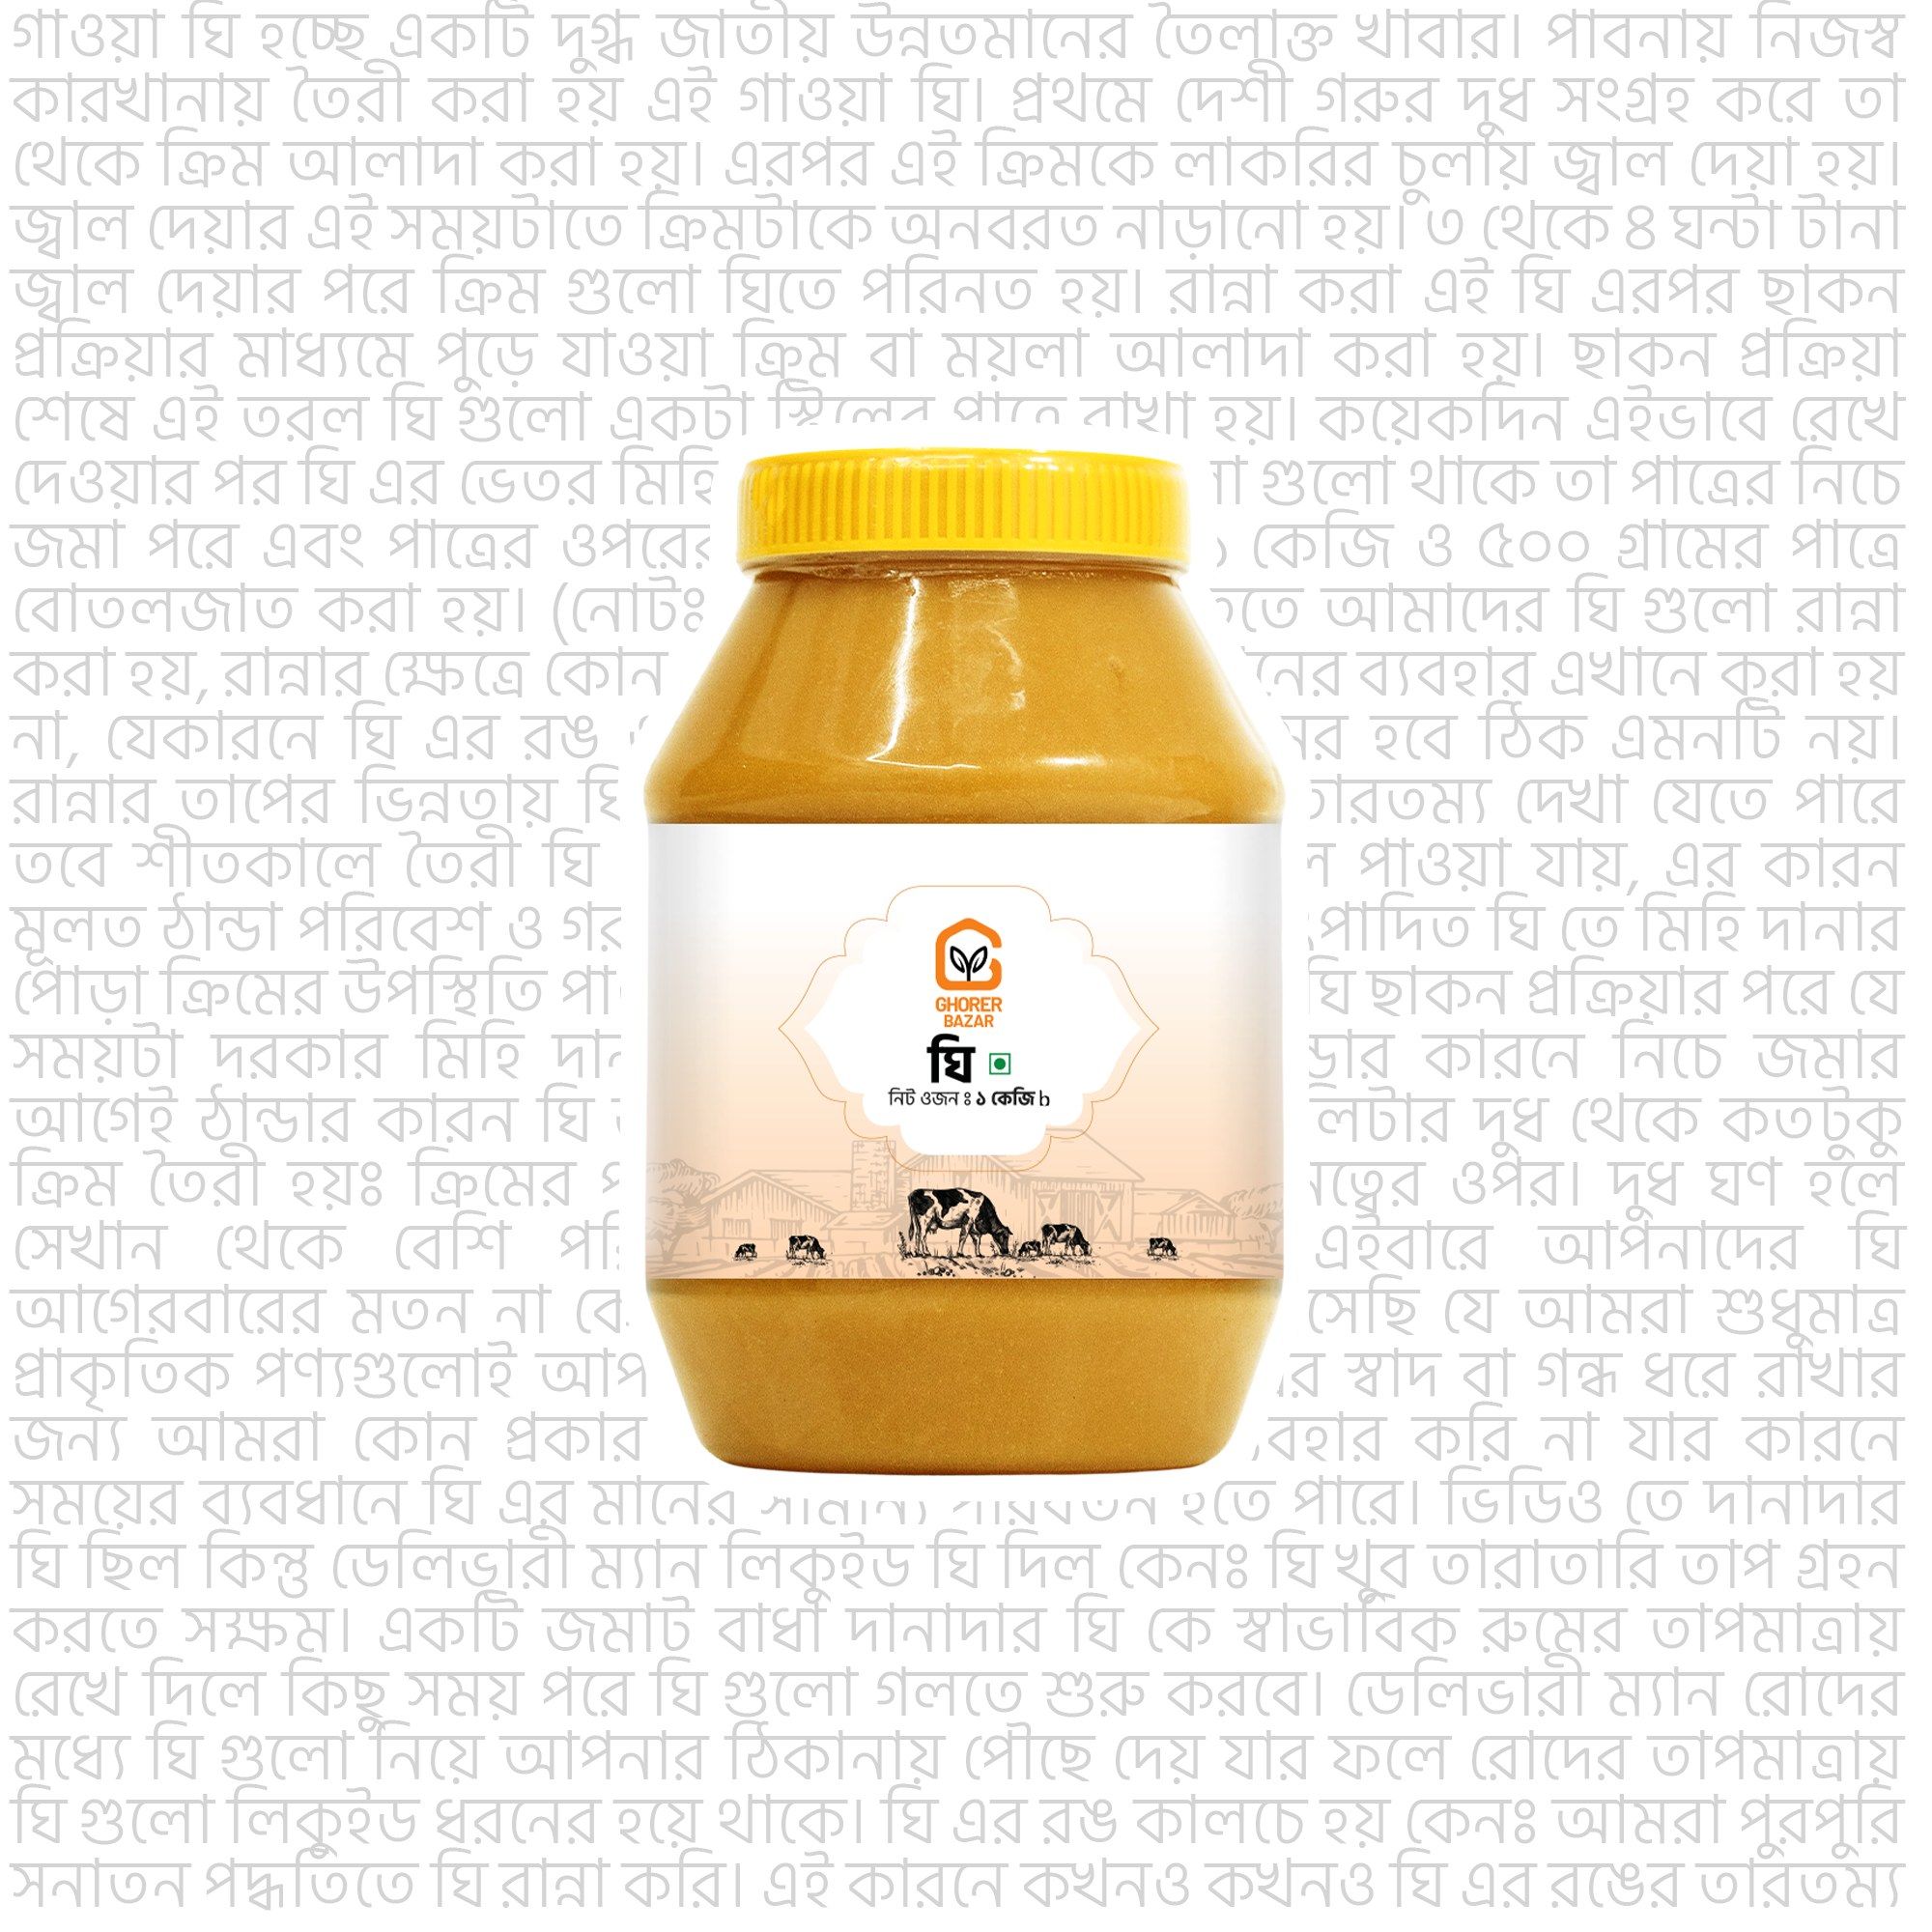 গাওয়া ঘি হচ্ছে একটি দুগ্ধ জাতীয় উন্নতমানের তৈলাক্ত খাবার। পাবনায় নিজস্ব
কারখানায় তৈরী করা হয় এই গাওয়া ঘি। প্রথমে দেশী গরুর দুধ সংগ্রহ করে তা
থেকে ক্রিম আলাদা করা হয়। এরপর এই ক্রিমকে লাকরির চুলায় জ্বাল দেয়া হয়।
জ্বাল দেয়ার এই সময়টাতে ক্রিমটাকে অনবরত নাড়ানো হয়। ৩ থেকে ৪ ঘন্টা টানা
জ্বাল দেয়ার পরে ক্রিম গুলো ঘিতে পরিনত হয়। রান্না করা এই ঘি এরপর ছাকন
প্রক্রিয়ার মাধ্যমে পুড়ে যাওয়া ক্রিম বা ময়লা আলাদা করা হয়। ছাকন প্রক্রিয়া
শেষে এই তরল ঘি গুলো একটা স্টিলের পাত্রে রাখা হয়। কয়েকদিন এইভাবে রেখে
দেওয়ার পর ঘি এর ভেতর মিহি গুলো থাকে তা পাত্রের নিচে
জমা পরে এবং পাত্রের ওপরের ১ কেজি ও ৫০০ গ্রামের পাত্রে
বোতলজাত করা হয়। (নোটঃ আমাদের ঘি গুলো রান্না
করা হয়, রান্নার ক্ষেত্রে কোন ব্যবহার এখানে করা হয়
না, যেকারনে ঘি এর রঙ হবে ঠিক এমনটি নয়।
রান্নার তাপের ভিন্নতায় তারতম্য দেখা যেতে পারে
তবে শীতকালে তৈরী ঘি পাওয়া যায়, এর কারন
মূলত ঠান্ডা পরিবেশ ও ঘি তে মিহি দানার
পোড়া ক্রিমের উপস্থিতি ঘি ছাকন প্রক্রিয়ার পরে যে
সময়টা দরকার মিহি কারনে নিচে জমার
আগেই ঠান্ডার কারন ঘি দুধ থেকে কতটুকু
ক্রিম তৈরী হয়ঃ ক্রিমের ওপর। দুধ ঘণ হলে
সেখান থেকে বেশি এইবারে আপনাদের ঘি
আগেরবারের মতন না যে আমরা শুধুমাত্র
প্রাকৃতিক পণ্যগুলোই স্বাদ বা গন্ধ ধরে রাখার
জন্য আমরা কোন প্রকার করি না যার কারনে
সময়ের ব্যবধানে ঘি এর মানের সামান্য পরিবর্তন হতে পারে। ভিডিও তে দানাদার
ঘি ছিল কিন্তু ডেলিভারী ম্যান লিকুইড ঘি দিল কেনঃ ঘি খুব তারাতারি তাপ গ্রহন
করতে সক্ষম। একটি জমাট বাধা দানাদার ঘি কে স্বাভাবিক রুমের তাপমাত্রায়
রেখে দিলে কিছু সময় পরে ঘি গুলো গলতে শুরু করবে। ডেলিভারী ম্যান রোদের
মধ্যে ঘি গুলো নিয়ে আপনার ঠিকানায় পৌছে দেয় যার ফলে রোদের তাপমাত্রায়
ঘি গুলো লিকুইড ধরনের হয়ে থাকে। ঘি এর রঙ কালচে হয় কেনঃ আমরা পুরপুরি
সনাতন পদ্ধতিতে ঘি রান্না করি। এই কারনে কখনও কখনও ঘি এর রঙের তারতম্য
GHORER
BAZAR
ঘি
নিট ওজন ঃ ১ কেজি b